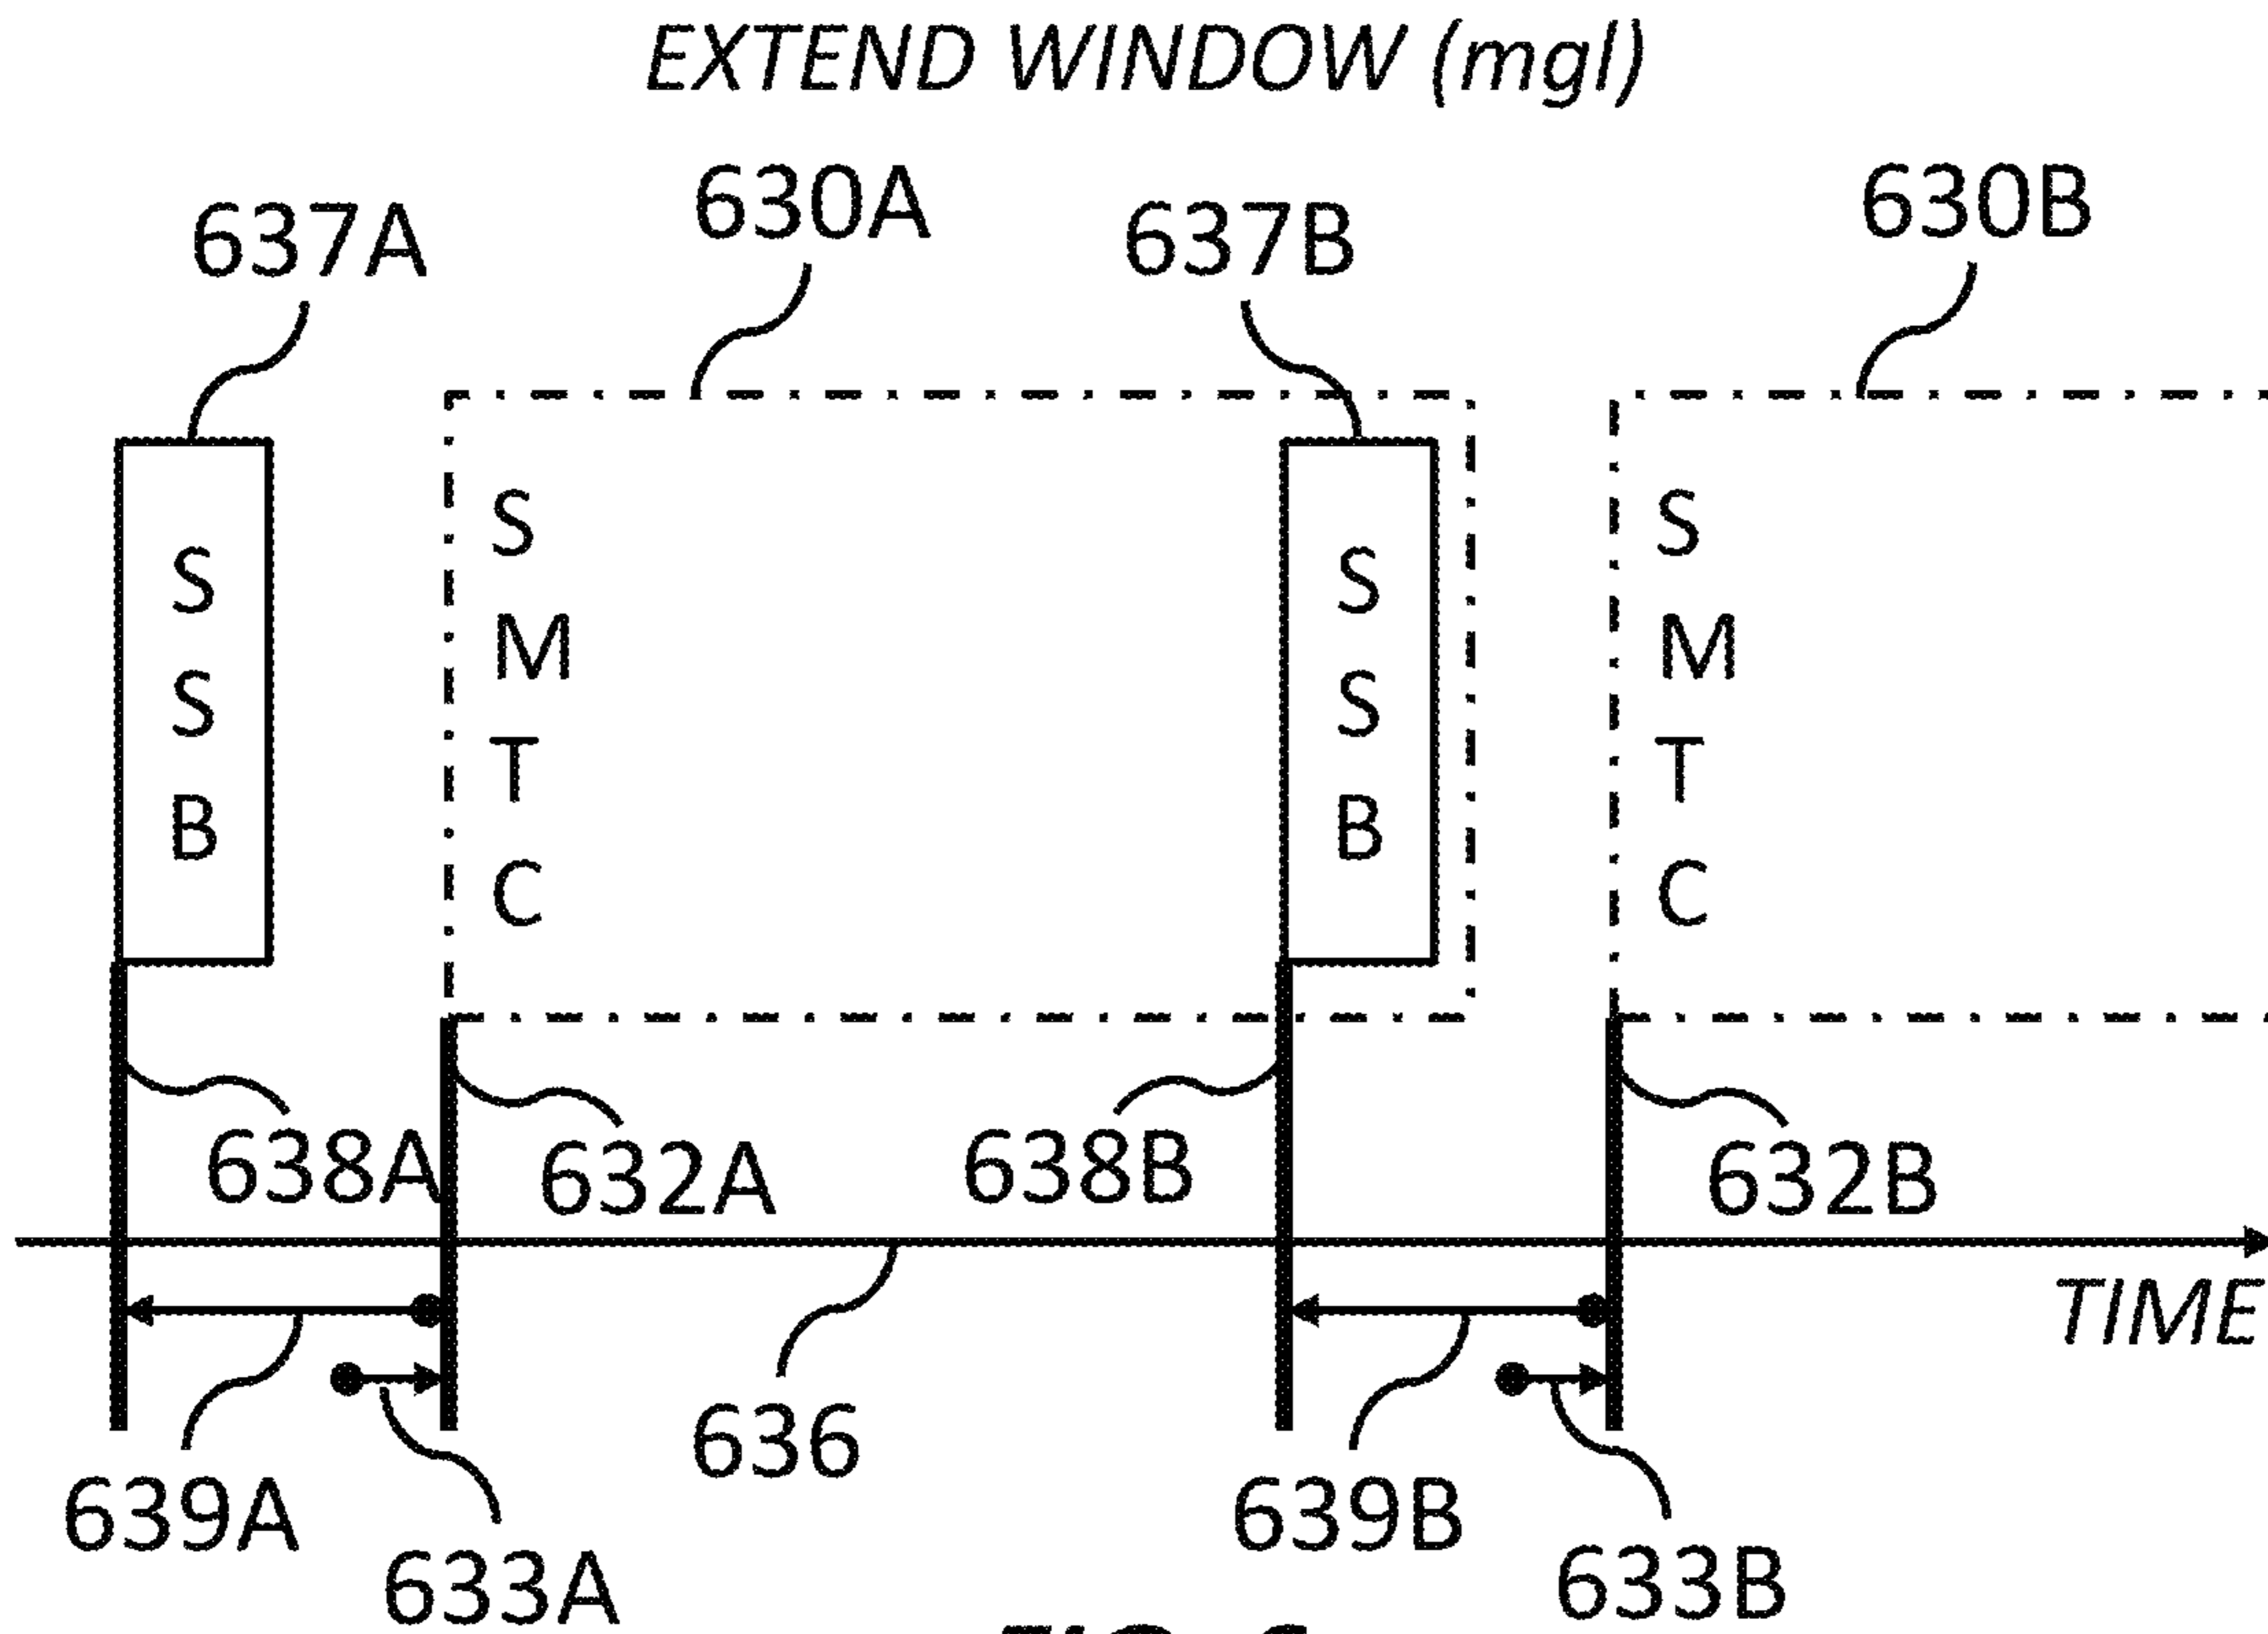 EXTEND WINDOW (mgl)
637A
630A
637B
630B
S
S
B
S
M
T
C
S
S
B
S
M
T
C
638A
632A
638B
632B
TIME
636
639A
633A
639B
633B